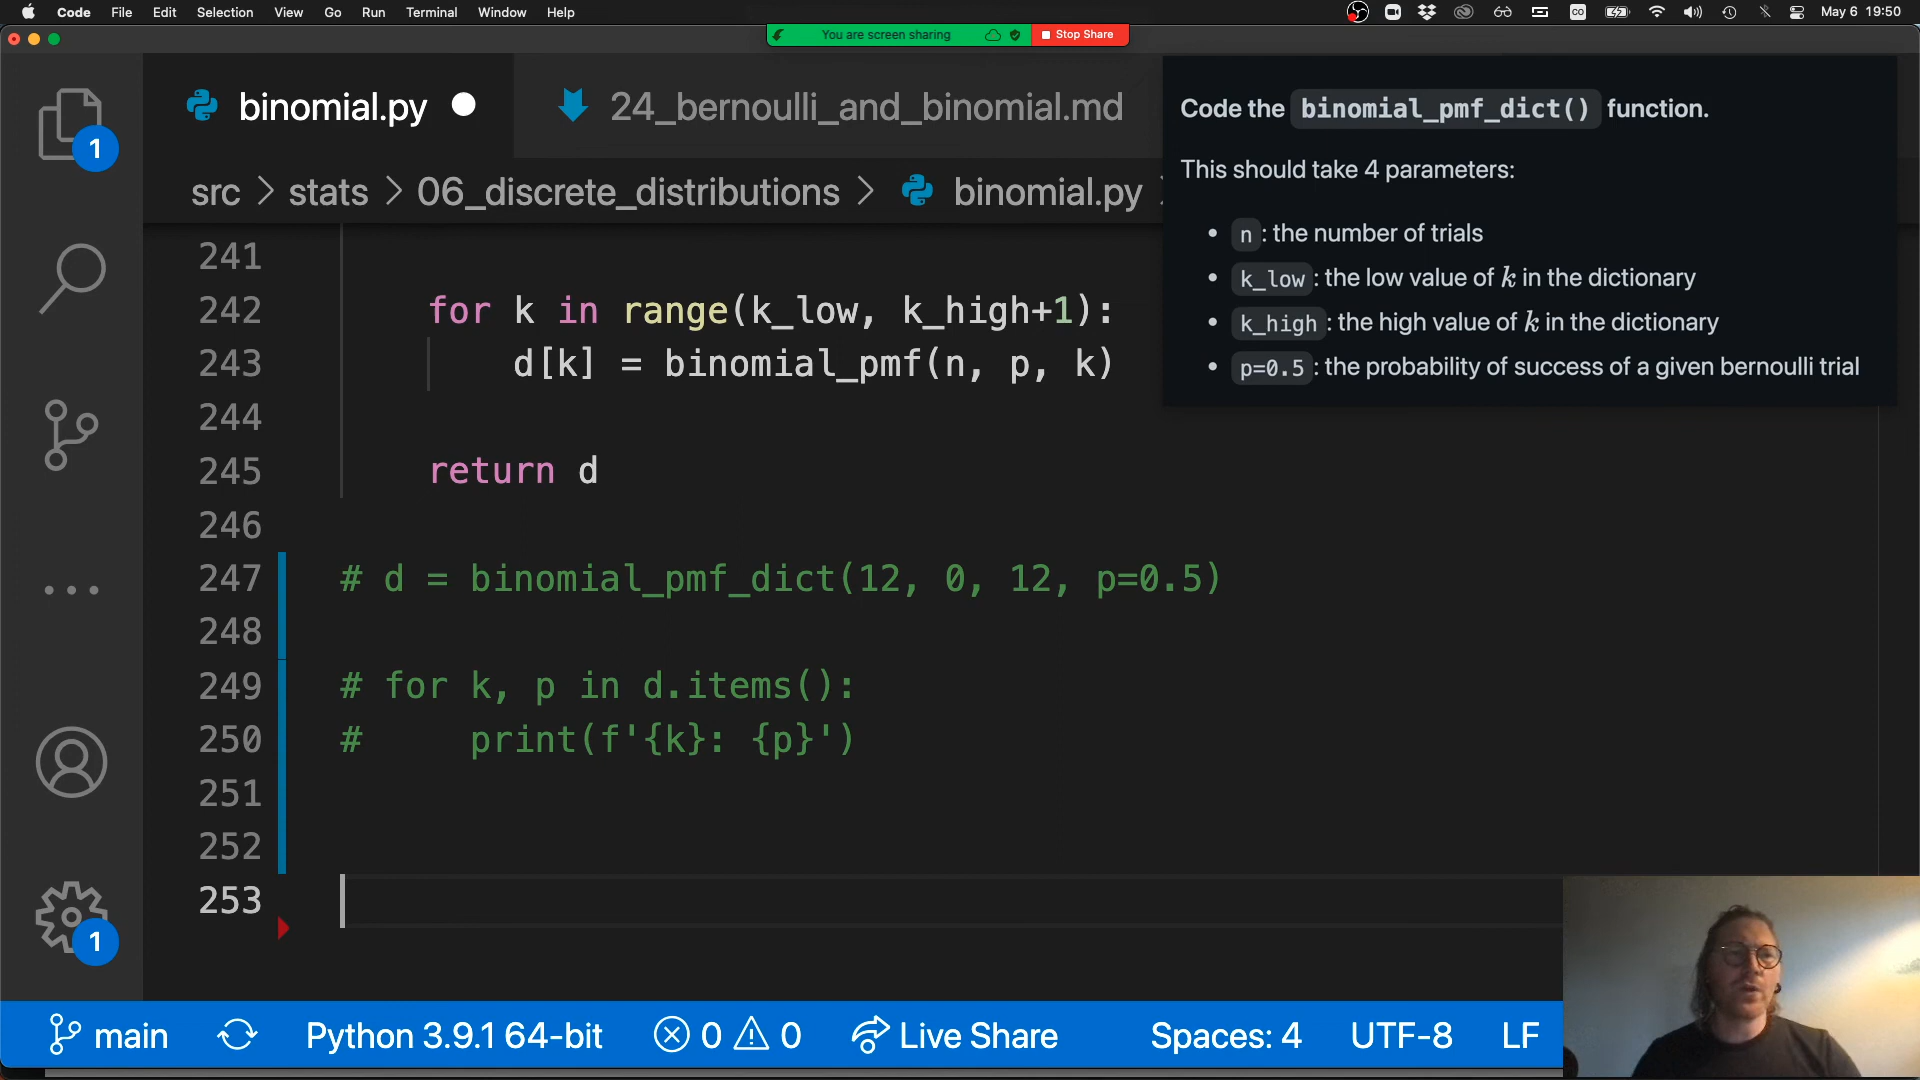 Code File Edit Selection View Go Run Terminal Window Help
May 6 19:50
You are screen sharing
Stop Share
binomial.py
24_bernoulli_and_binomial.md
src > stats > 06_discrete_distributions > binomial.py >
Code the binomial_pmf_dict() function.
This should take 4 parameters:
• n: the number of trials
• k_low: the low value of k in the dictionary
• k_high: the high value of k in the dictionary
• p=0.5: the probability of success of a given bernoulli trial
1
241
242 for k in range(k_low, k_high+1):
243 d[k] = binomial_pmf(n, p, k)
244
245 return d
246
247 # d = binomial_pmf_dict(12, 0, 12, p=0.5)
248
249 # for k, p in d.items():
250 #     print(f'{k}: {p}')
251
252
253
1
main
Python 3.9.1 64-bit
0
0
Live Share
Spaces: 4
UTF-8
LF